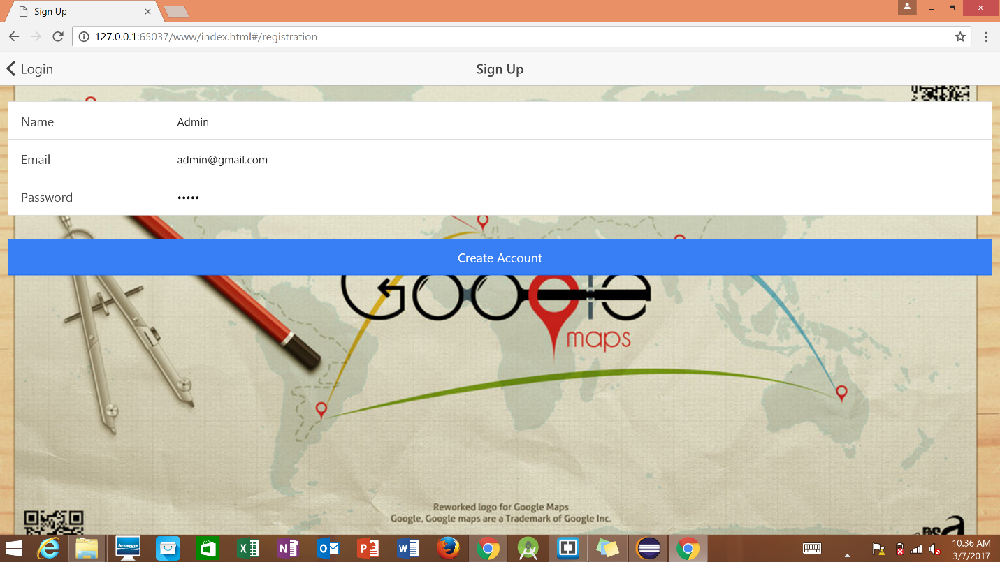 Sign Up
127.0.0.1:65037/www/index.html#/registration
Login
Sign Up
Name Admin
Email admin@gmail.com
Password •••••
Create Account
Google
maps
Reworked logo for Google Maps
Google, Google maps are a Trademark of Google Inc.
lenovo
10:36 AM
3/7/2017